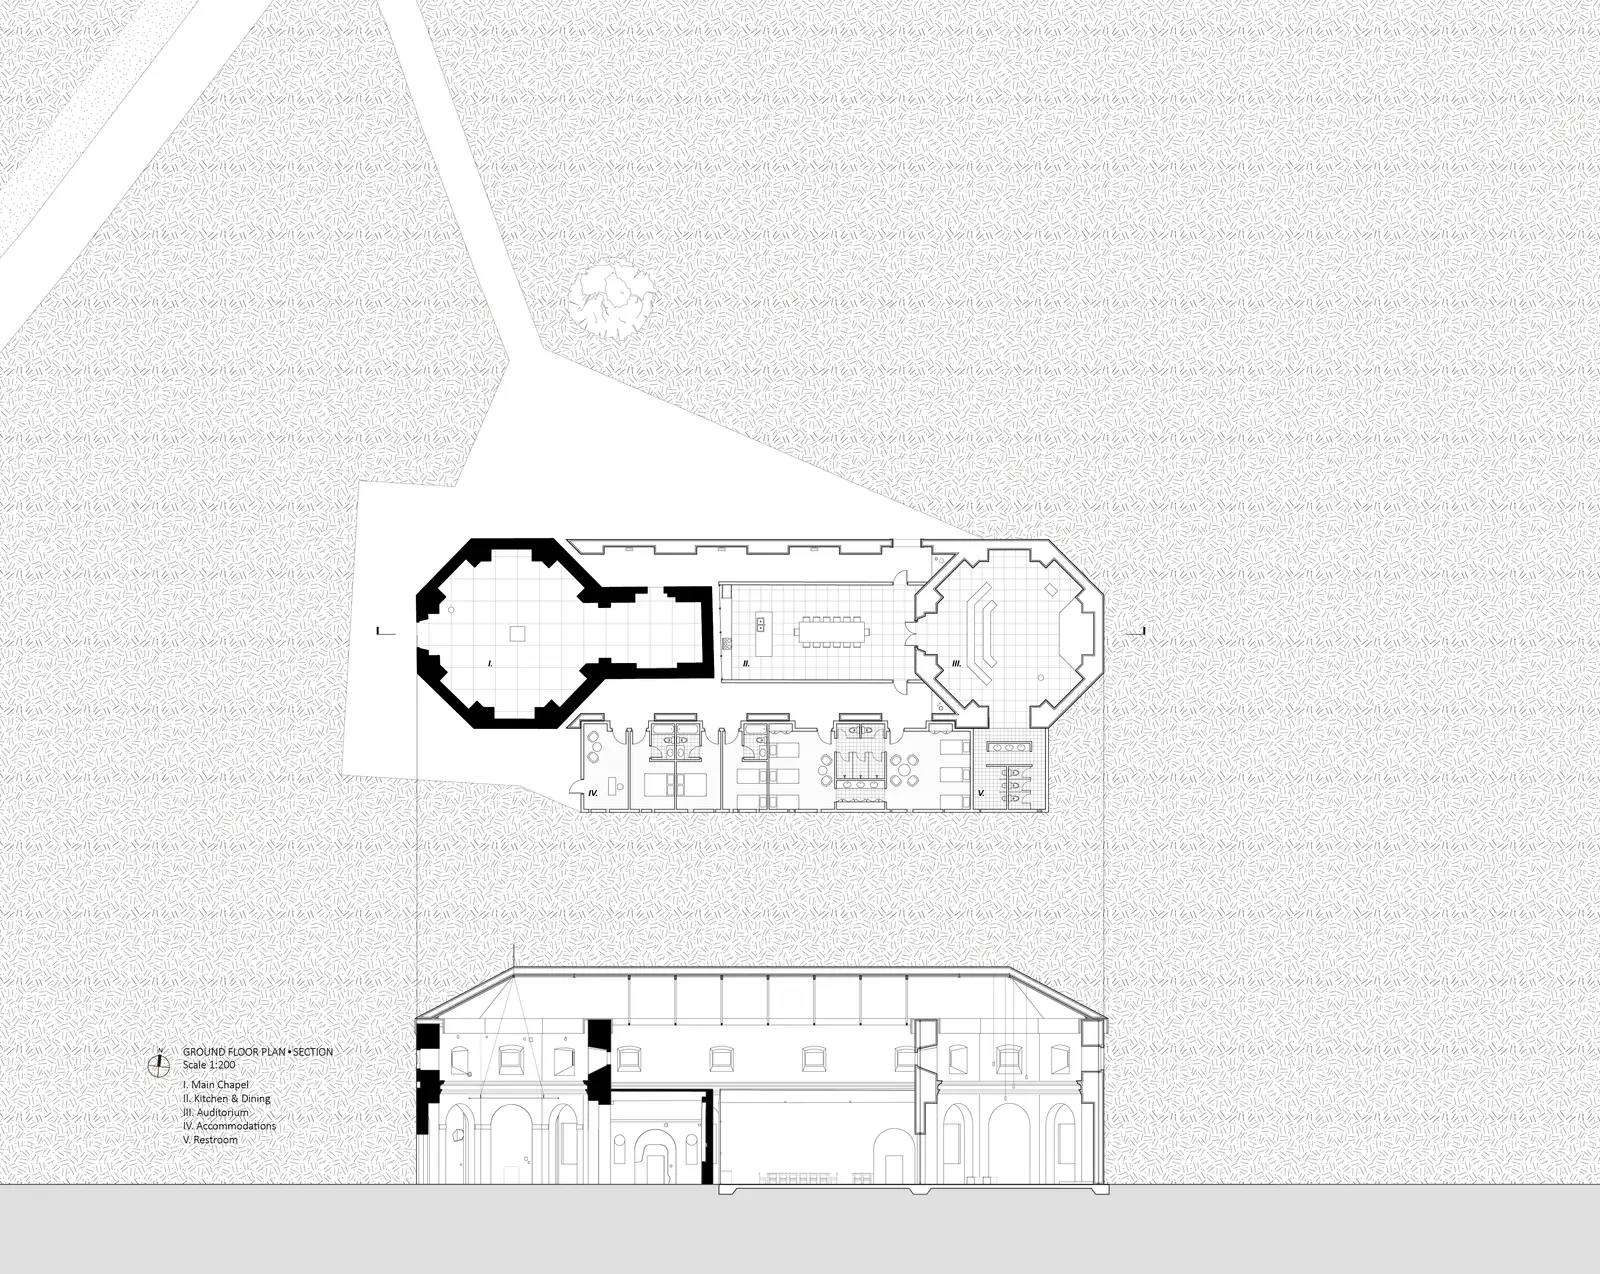 I.
II.
III.
IV.
V.
N
GROUND FLOOR PLAN • SECTION
Scale 1:200
I. Main Chapel
II. Kitchen & Dining
III. Auditorium
IV. Accommodations
V. Restroom